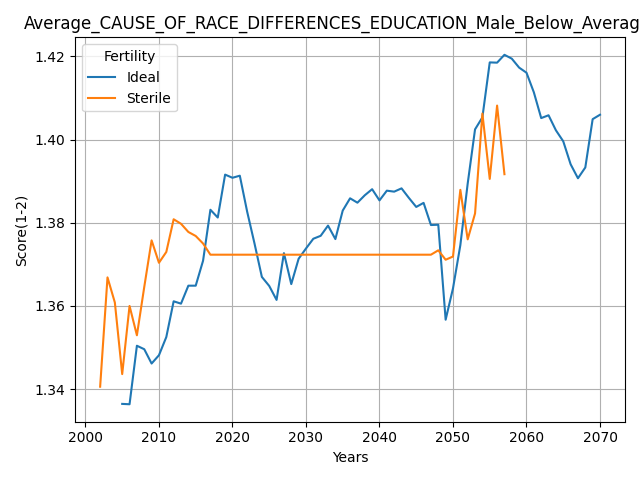 Average_CAUSE_OF_RACE_DIFFERENCES_EDUCATION_Male_Below_Averag
Fertility
Ideal
Sterile
1.42
1.40
1.38
1.36
1.34
Score(1-2)
2000 2010 2020 2030 2040 2050 2060 2070
Years